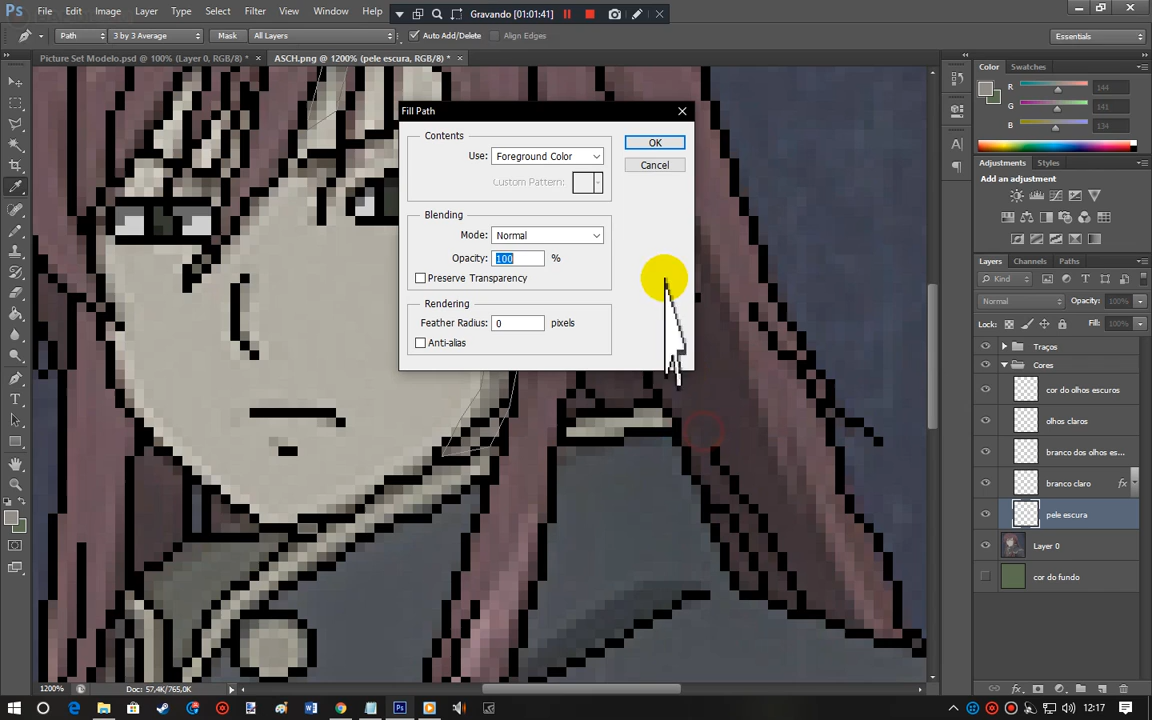 Ps File Edit Image Layer Type Select Filter View Window Help
Gravando [01:01:41]
Path 3 by 3 Average Mask All Layers Auto Add/Delete Align Edges Essentials
Picture Set Modelo.psd @ 100% (Layer 0, RGB/8) * × ASCH.png @ 1200% (pele escura, RGB/8) * ×
Color Swatches
R 144
G 141
B 134
Adjustments Styles
Add an adjustment
Layers Channels Paths
Kind
Normal Opacity: 100%
Lock: Fill: 100%
Traços
Cores
cor do olhos escuros
olhos claros
branco dos olhos es...
branco claro fx
pele escura
Layer 0
cor do fundo
Fill Path
Contents
Use: Foreground Color
Custom Pattern:
OK
Cancel
Blending
Mode: Normal
Opacity: 100 %
Preserve Transparency
Rendering
Feather Radius: 0 pixels
Anti-alias
1200% Doc: 57,4K/765,0K
12:17